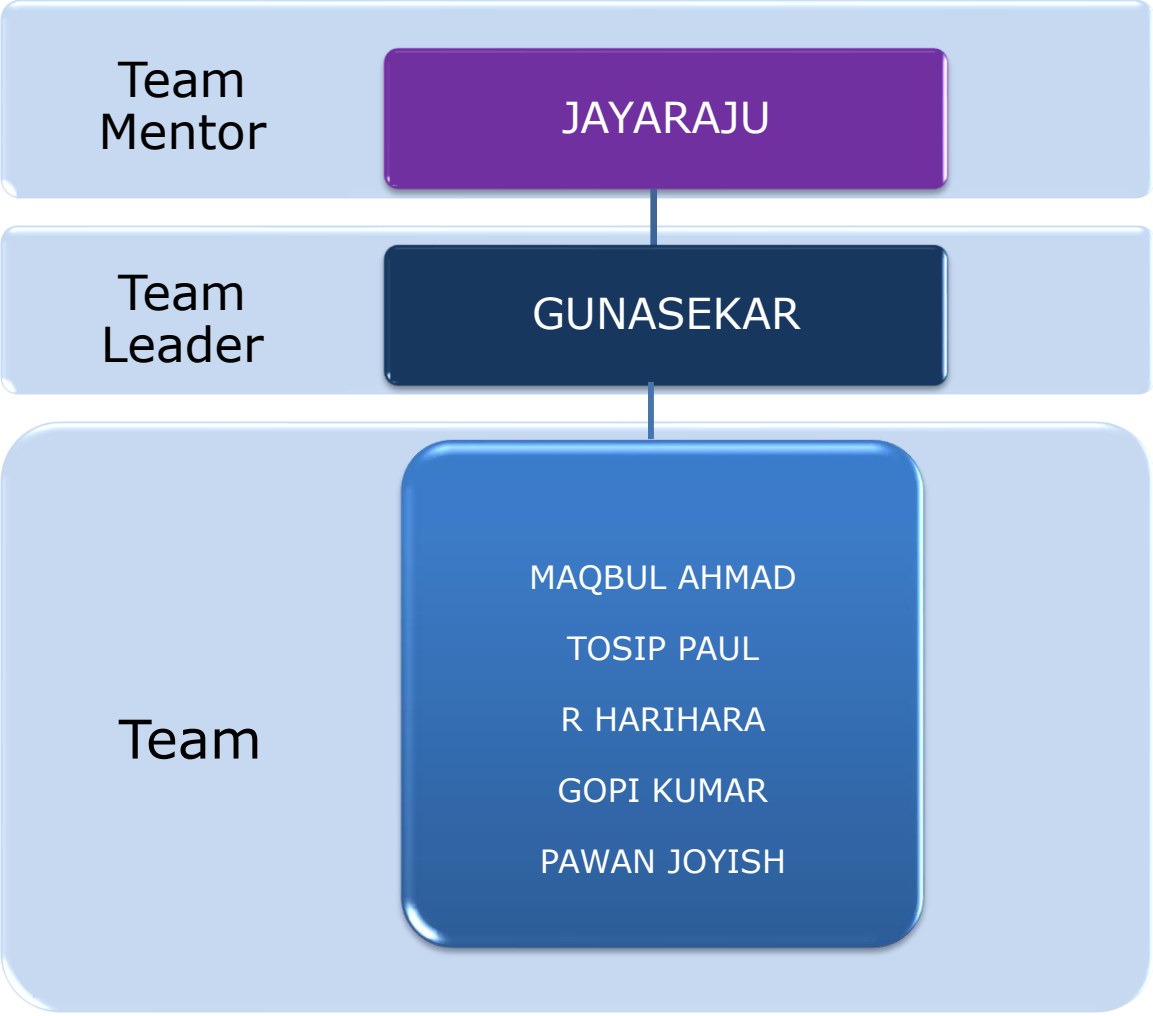 Team
Mentor
JAYARAJU
Team
Leader
GUNASEKAR
Team
MAQBUL AHMAD
TOSIP PAUL
R HARIHARA
GOPI KUMAR
PAWAN JOYISH